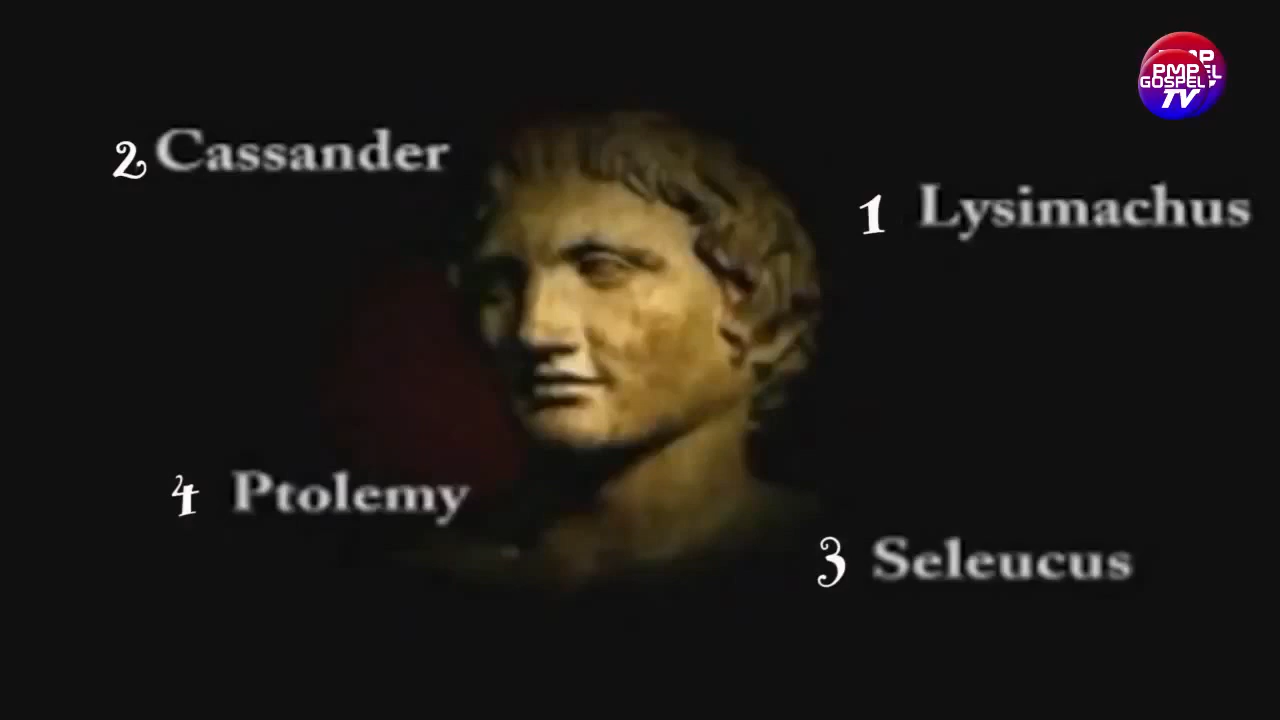 PMP
GOSPEL
TV
2 Cassander
1 Lysimachus
4 Ptolemy
3 Seleucus